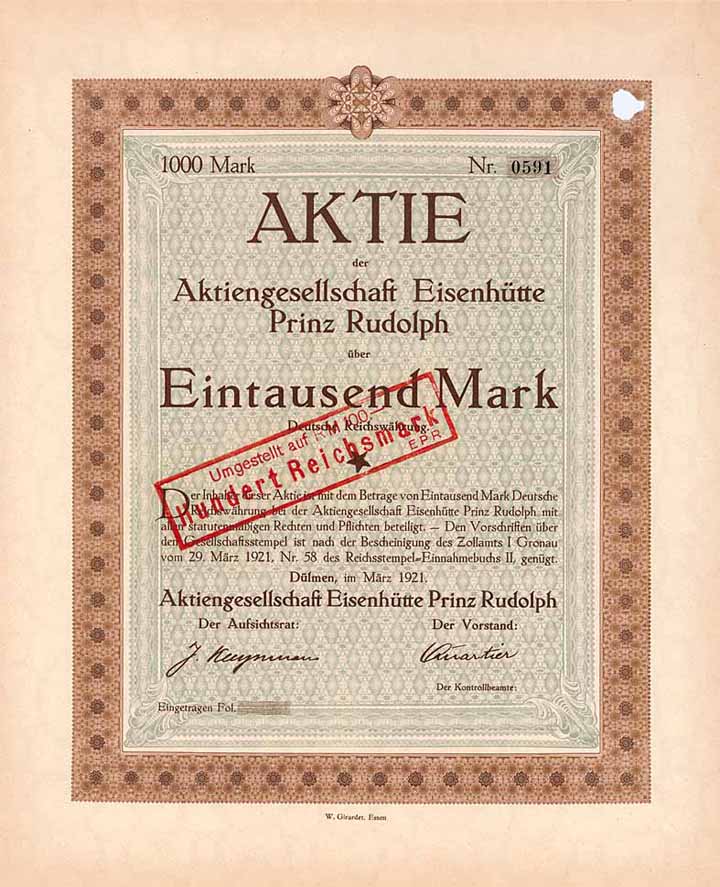 1000 Mark Nr. 0591
AKTIE
der
Aktiengesellschaft Eisenhütte
Prinz Rudolph
über
Eintausend Mark
Deutsche Reichswährung.
Umgestellt auf RM 100.—
Hundert Reichsmark
EPR
Der Inhaber dieser Aktie ist mit dem Betrage von Eintausend Mark Deutsche
Reichswährung bei der Aktiengesellschaft Eisenhütte Prinz Rudolph mit
allen statutenmäßigen Rechten und Pflichten beteiligt. — Den Vorschriften über
den Gesellschaftsstempel ist nach der Bescheinigung des Zollamts I Gronau
vom 29. März 1921, Nr. 58 des Reichsstempel-Einnahmebuchs II, genügt.
Dülmen, im März 1921.
Aktiengesellschaft Eisenhütte Prinz Rudolph
Der Aufsichtsrat: Der Vorstand:
Quartier
Der Kontrollbeamte:
Eingetragen Fol.
W. Girardet, Essen